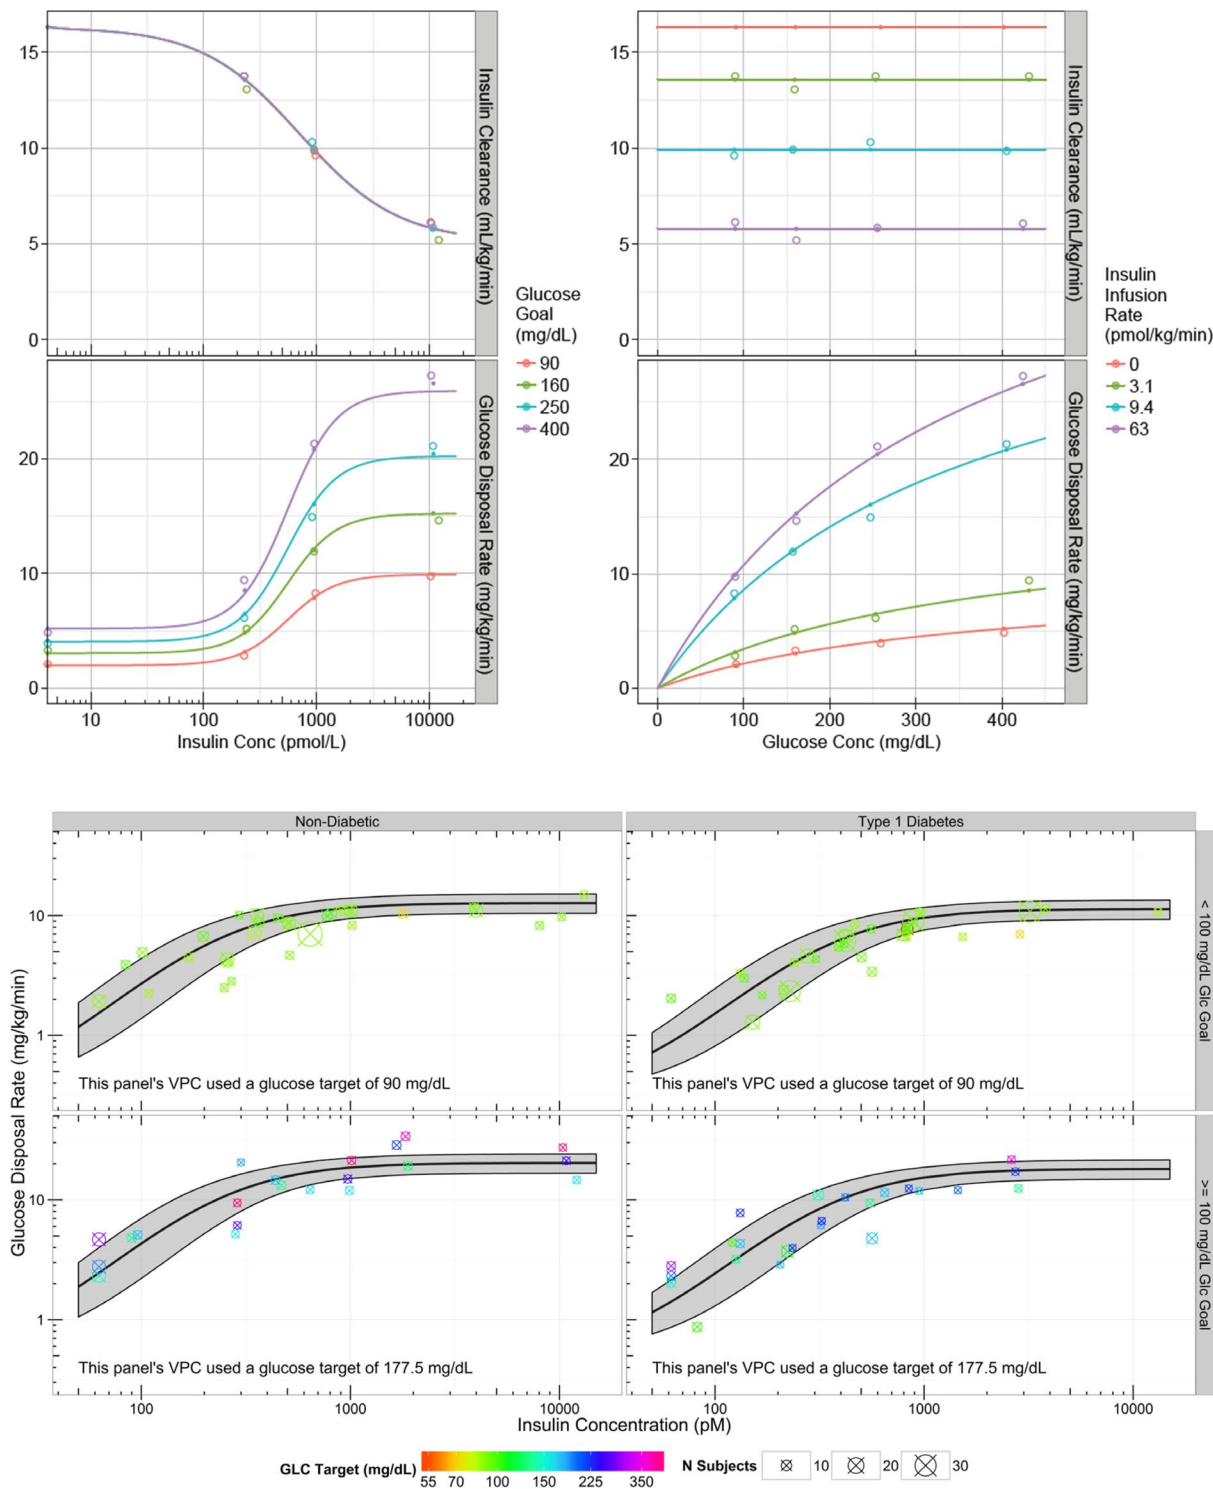 15
10
5
0
Insulin Clearance (mL/kg/min)
20
10
0
Glucose Disposal Rate (mg/kg/min)
10 100 1000 10000
Insulin Conc (pmol/L)
Glucose
Goal
(mg/dL)
90
160
250
400
15
10
5
0
Insulin Clearance (mL/kg/min)
20
10
0
Glucose Disposal Rate (mg/kg/min)
0 100 200 300 400
Glucose Conc (mg/dL)
Insulin
Infusion
Rate
(pmol/kg/min)
0
3.1
9.4
63
Non-Diabetic
Type 1 Diabetes
Glucose Disposal Rate (mg/kg/min)
10
1
This panel's VPC used a glucose target of 90 mg/dL
This panel's VPC used a glucose target of 90 mg/dL
< 100 mg/dL Glc Goal
10
1
This panel's VPC used a glucose target of 177.5 mg/dL
This panel's VPC used a glucose target of 177.5 mg/dL
>= 100 mg/dL Glc Goal
100 1000 10000 100 1000 10000
Insulin Concentration (pM)
GLC Target (mg/dL)
55 70 100 150 225 350
N Subjects 10 20 30